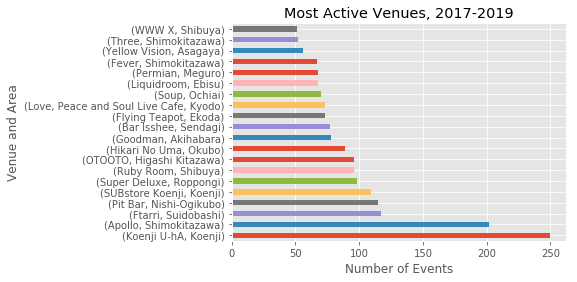 Most Active Venues, 2017-2019
Venue and Area
(WWW X, Shibuya)
(Three, Shimokitazawa)
(Yellow Vision, Asagaya)
(Fever, Shimokitazawa)
(Permian, Meguro)
(Liquidroom, Ebisu)
(Soup, Ochiai)
(Love, Peace and Soul Live Cafe, Kyodo)
(Flying Teapot, Ekoda)
(Bar Isshee, Sendagi)
(Goodman, Akihabara)
(Hikari No Uma, Okubo)
(OTOOTO, Higashi Kitazawa)
(Ruby Room, Shibuya)
(Super Deluxe, Roppongi)
(SUBstore Koenji, Koenji)
(Pit Bar, Nishi-Ogikubo)
(Ftarri, Suidobashi)
(Apollo, Shimokitazawa)
(Koenji U-hA, Koenji)
0 50 100 150 200 250
Number of Events